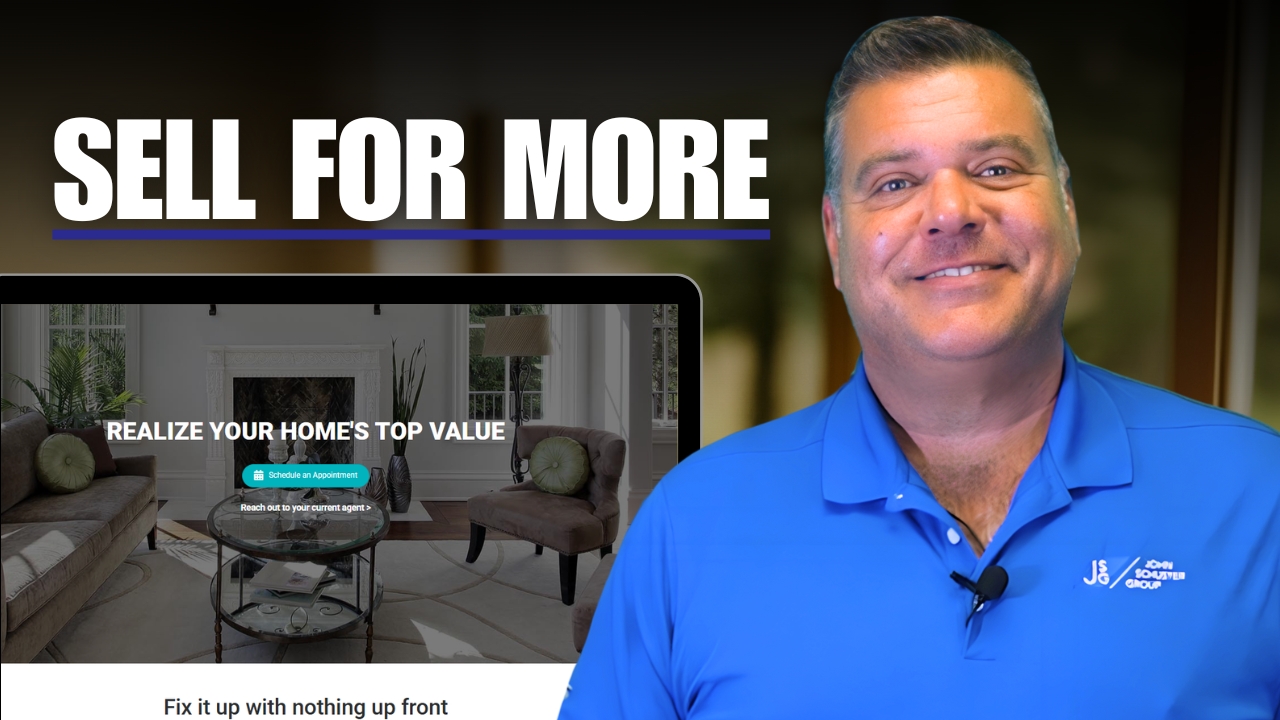 SELL FOR MORE
REALIZE YOUR HOME'S TOP VALUE
Schedule an Appointment
Reach out to your current agent >
Fix it up with nothing up front
JSG
JOHN
SCHUSTER
GROUP